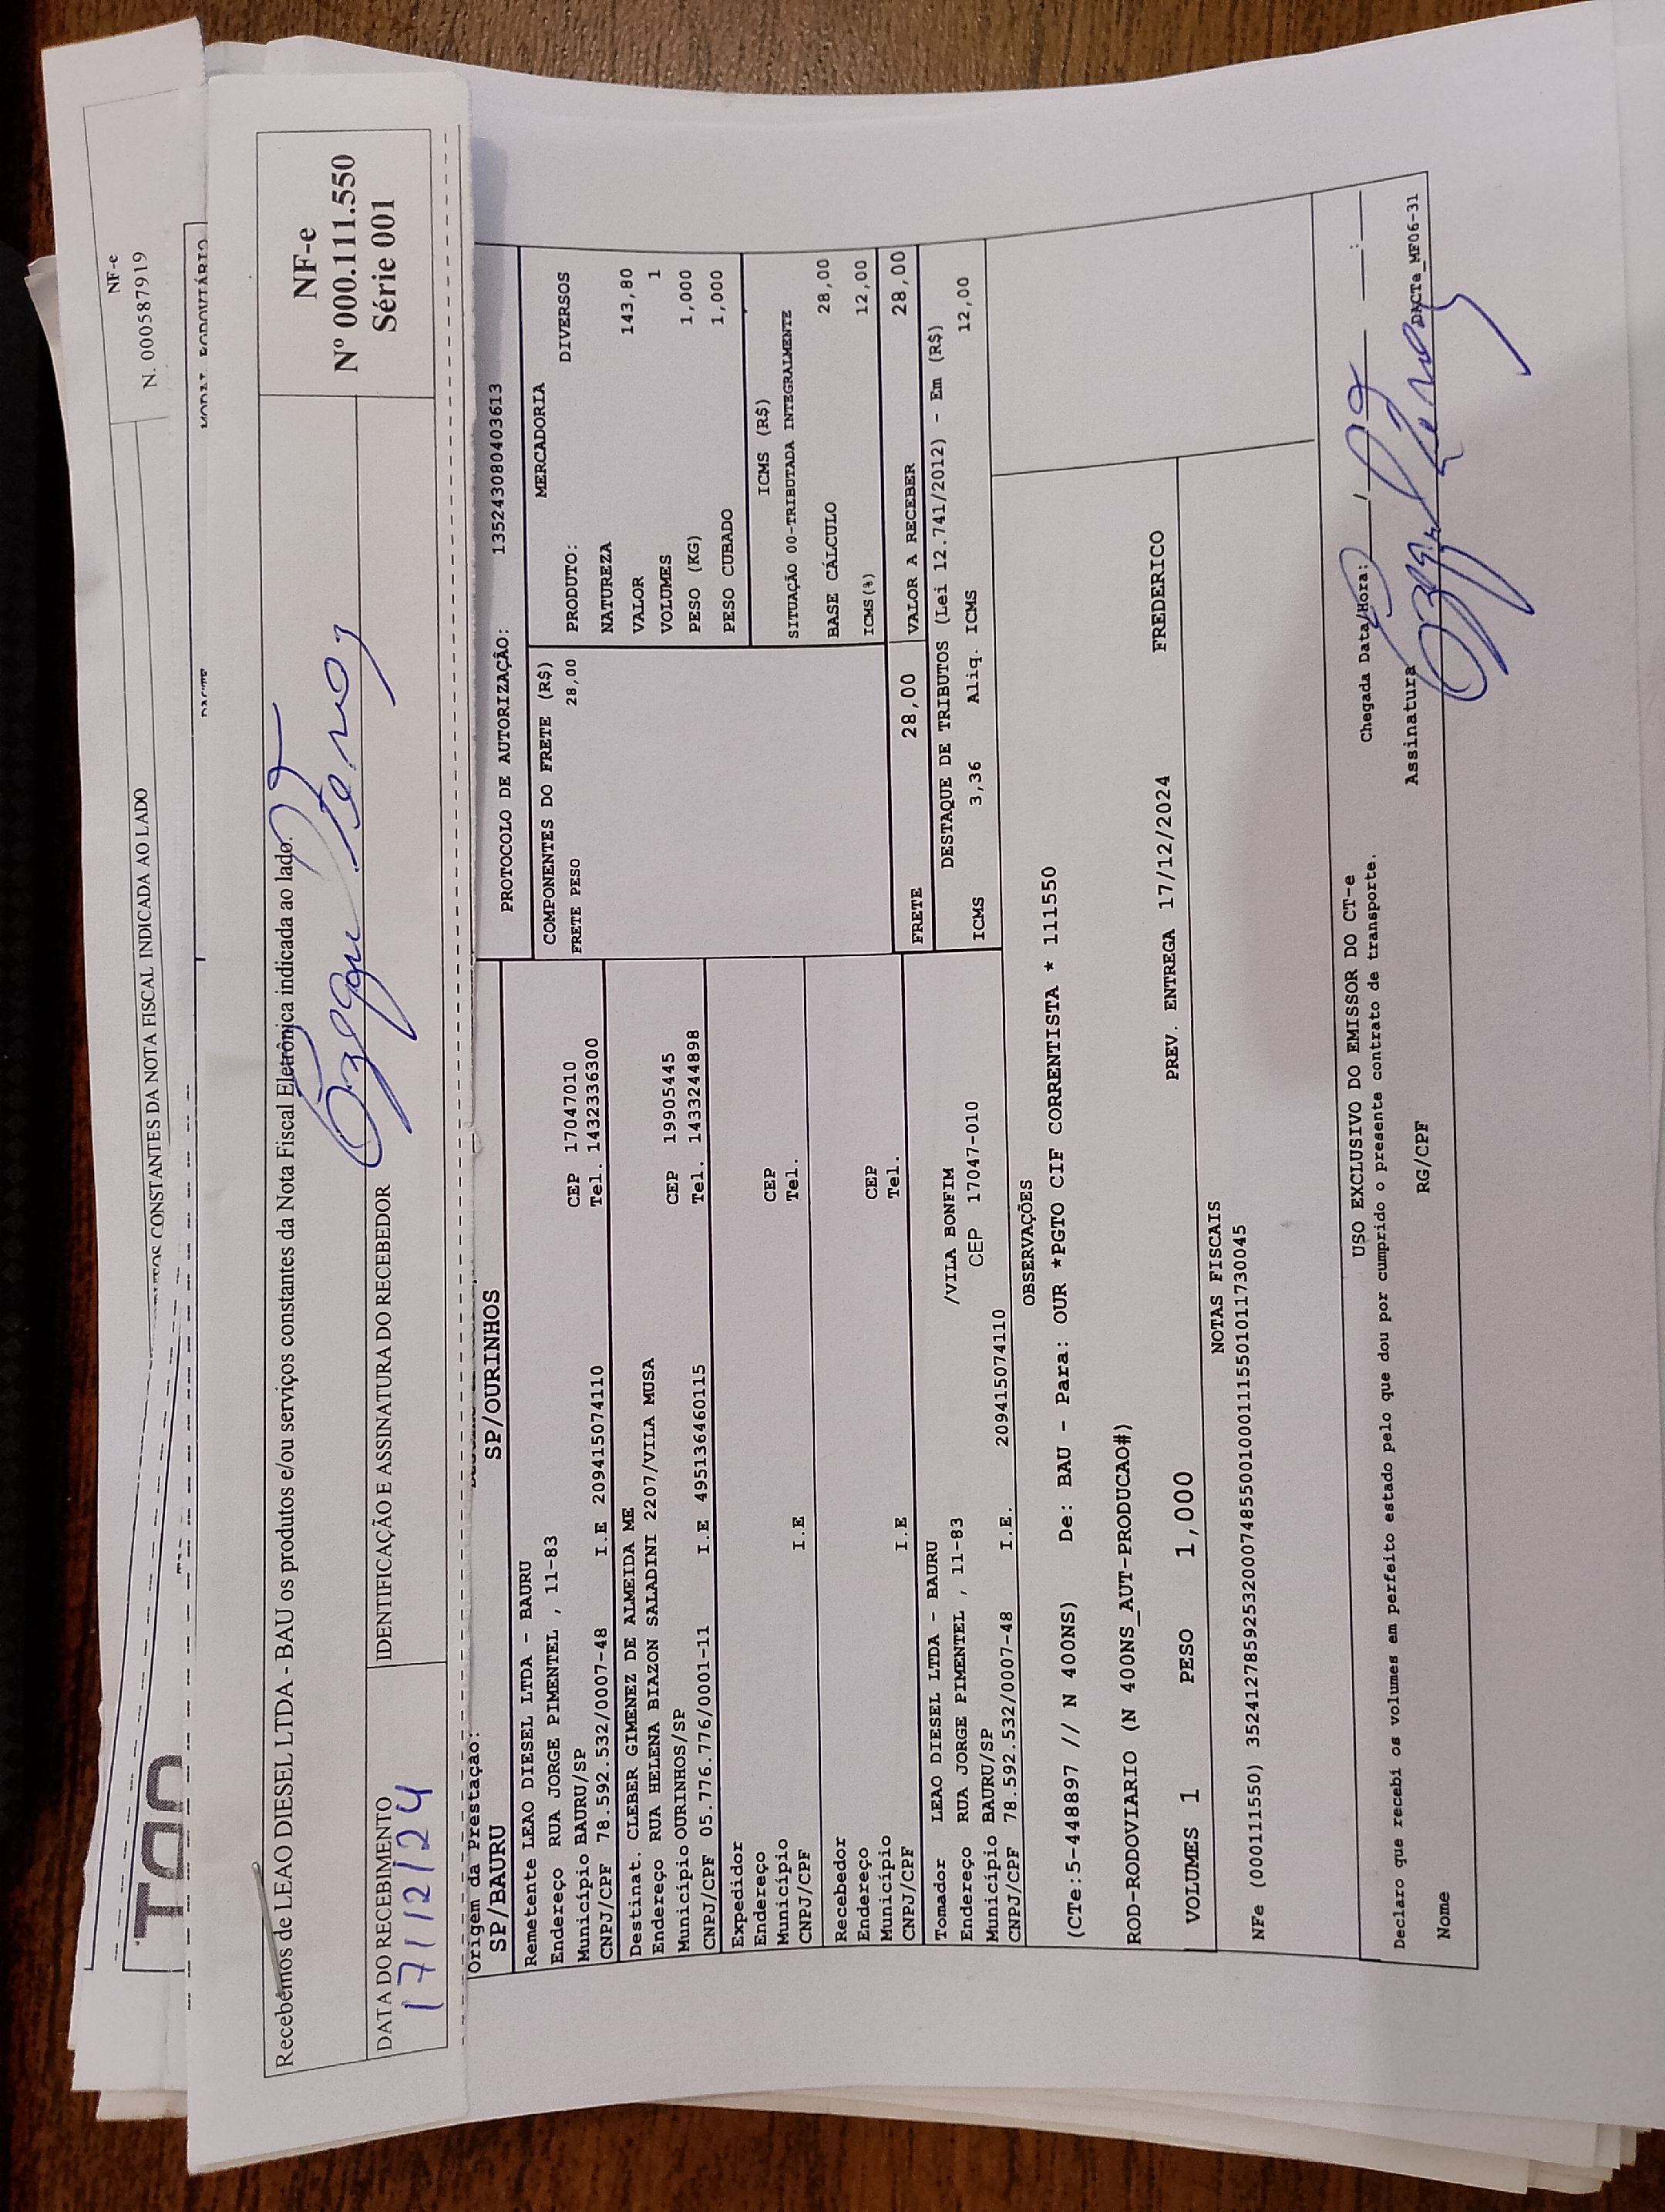 NF-e
N. 000587919
CONSTANTES DA NOTA FISCAL INDICADA AO LADO
Recebemos de LEAO DIESEL LTDA - BAU os produtos e/ou serviços constantes da Nota Fiscal Eletrônica indicada ao lado.
NF-e
Nº 000.111.550
Série 001
DATA DO RECEBIMENTO
17/12/24
IDENTIFICAÇÃO E ASSINATURA DO RECEBEDOR
Origem da Prestação:
SP/BAURU
SP/OURINHOS
PROTOCOLO DE AUTORIZAÇÃO: 135243080403613
Remetente LEAO DIESEL LTDA - BAURU
Endereço RUA JORGE PIMENTEL , 11-83 CEP 17047010
Município BAURU/SP Tel. 1432336300
CNPJ/CPF 78.592.532/0007-48 I.E 209415074110
Destinat. CLEBER GIMENEZ DE ALMEIDA ME
Endereço RUA HELENA BIAZON SALADINI 2207/VILA MUSA CEP 19905445
Município OURINHOS/SP Tel. 1433244898
CNPJ/CPF 05.776.776/0001-11 I.E 495136460115
Expedidor
Endereço CEP
Município Tel.
CNPJ/CPF I.E
Recebedor
Endereço CEP
Município Tel.
CNPJ/CPF I.E
Tomador LEAO DIESEL LTDA - BAURU /VILA BONFIM
Endereço RUA JORGE PIMENTEL , 11-83 CEP 17047-010
Município BAURU/SP
CNPJ/CPF 78.592.532/0007-48 I.E. 209415074110
COMPONENTES DO FRETE (R$)
FRETE PESO 28,00
MERCADORIA
PRODUTO: DIVERSOS
NATUREZA
VALOR 143,80
VOLUMES 1
PESO (KG) 1,000
PESO CUBADO 1,000
ICMS (R$)
SITUAÇÃO 00-TRIBUTADA INTEGRALMENTE
BASE CÁLCULO 28,00
ICMS(%) 12,00
FRETE 28,00 VALOR A RECEBER 28,00
DESTAQUE DE TRIBUTOS (Lei 12.741/2012) - Em (R$)
ICMS 3,36 Aliq. ICMS 12,00
OBSERVAÇÕES
(CTe:5-448897 // N 400NS) De: BAU - Para: OUR *PGTO CIF CORRENTISTA * 111550
ROD-RODOVIARIO (N 400NS_AUT-PRODUCAO#)
VOLUMES 1 PESO 1,000 PREV. ENTREGA 17/12/2024 FREDERICO
NOTAS FISCAIS
NFe (000111550) 35241278592532000748550010001115501011730045
USO EXCLUSIVO DO EMISSOR DO CT-e
Declaro que recebi os volumes em perfeito estado pelo que dou por cumprido o presente contrato de transporte.
Chegada Data/Hora: / / :
Nome
RG/CPF
Assinatura
DACTe_MF06-31